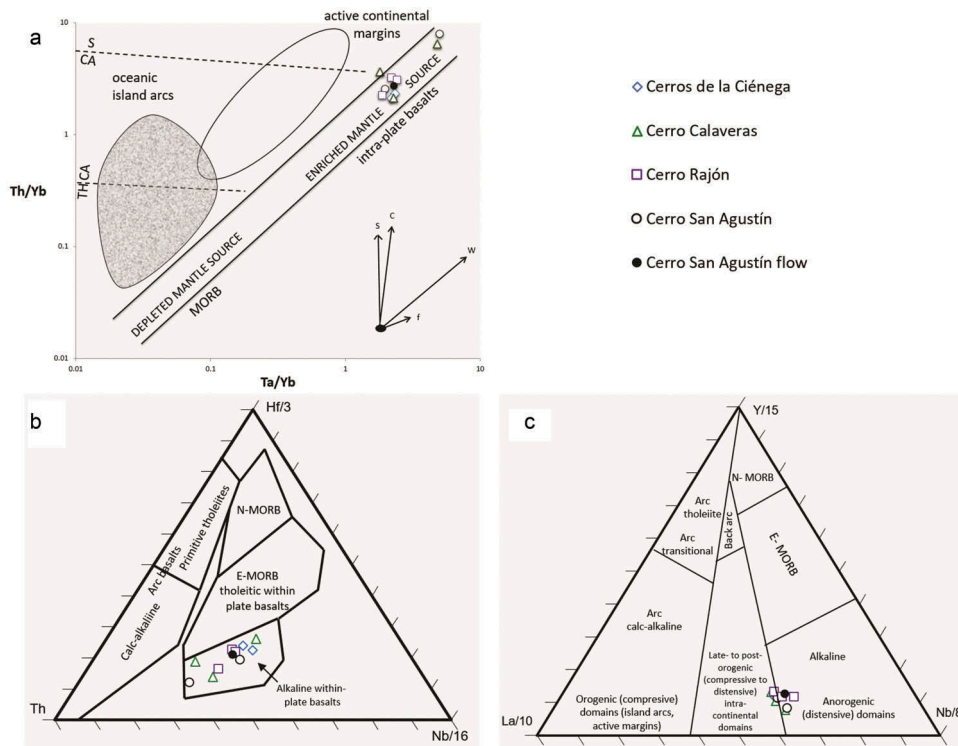 a
10
1
0.1
0.01
Th/Yb
S
CA
TH
CA
oceanic
island arcs
active continental
margins
ENRICHED MANTLE
SOURCE
intra-plate basalts
DEPLETED MANTLE SOURCE
MORB
s
c
w
f
0.01
0.1
1
10
Ta/Yb
Cerros de la Ciénega
Cerro Calaveras
Cerro Rajón
Cerro San Agustín
Cerro San Agustín flow
b
Hf/3
Arc basalts
Primitive tholeiites
Calc-alkaliine
N-MORB
E-MORB
tholeitic within
plate basalts
Alkaline within-
plate basalts
Th
Nb/16
c
Y/15
N- MORB
Arc
tholeiite
Back arc
Arc
transitional
E- MORB
Arc
calc-alkaline
Late- to post-
orogenic
(compressive to
distensive)
intra-
continental
domains
Alkaline
Orogenic (compresive)
domains (island arcs,
active margins)
Anorogenic
(distensive) domains
La/10
Nb/8